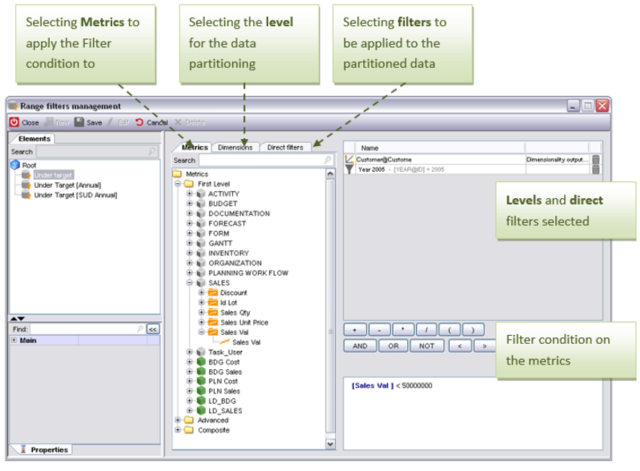 Selecting Metrics to
apply the Filter
condition to
Selecting the level
for the data
partitioning
Selecting filters to
be applied to the
partitioned data
Range filters management
Close New Save Edit Cancel Delete
Elements
Search
Root
Under target
Under Target [Annual]
Under Target [SUD Annual]
Find: <<
Main
Properties
Metrics Dimensions Direct filters
Search
Metrics
First Level
ACTIVITY
BUDGET
DOCUMENTATION
FORECAST
FORM
GANTT
INVENTORY
ORGANIZATION
PLANNING WORK FLOW
SALES
Discount
Id Lot
Sales Qty
Sales Unit Price
Sales Val
Sales Val
Task_User
BDG Cost
BDG Sales
PLN Cost
PLN Sales
LD_BDG
LD_SALES
Advanced
Composite
Name
Customer@Custome Dimensionality output...
Year 2005 - [YEAR@ID] = 2005
Levels and direct
filters selected
+ - * / ( )
AND OR NOT < >
Filter condition on
the metrics
[Sales Val ] < 50000000